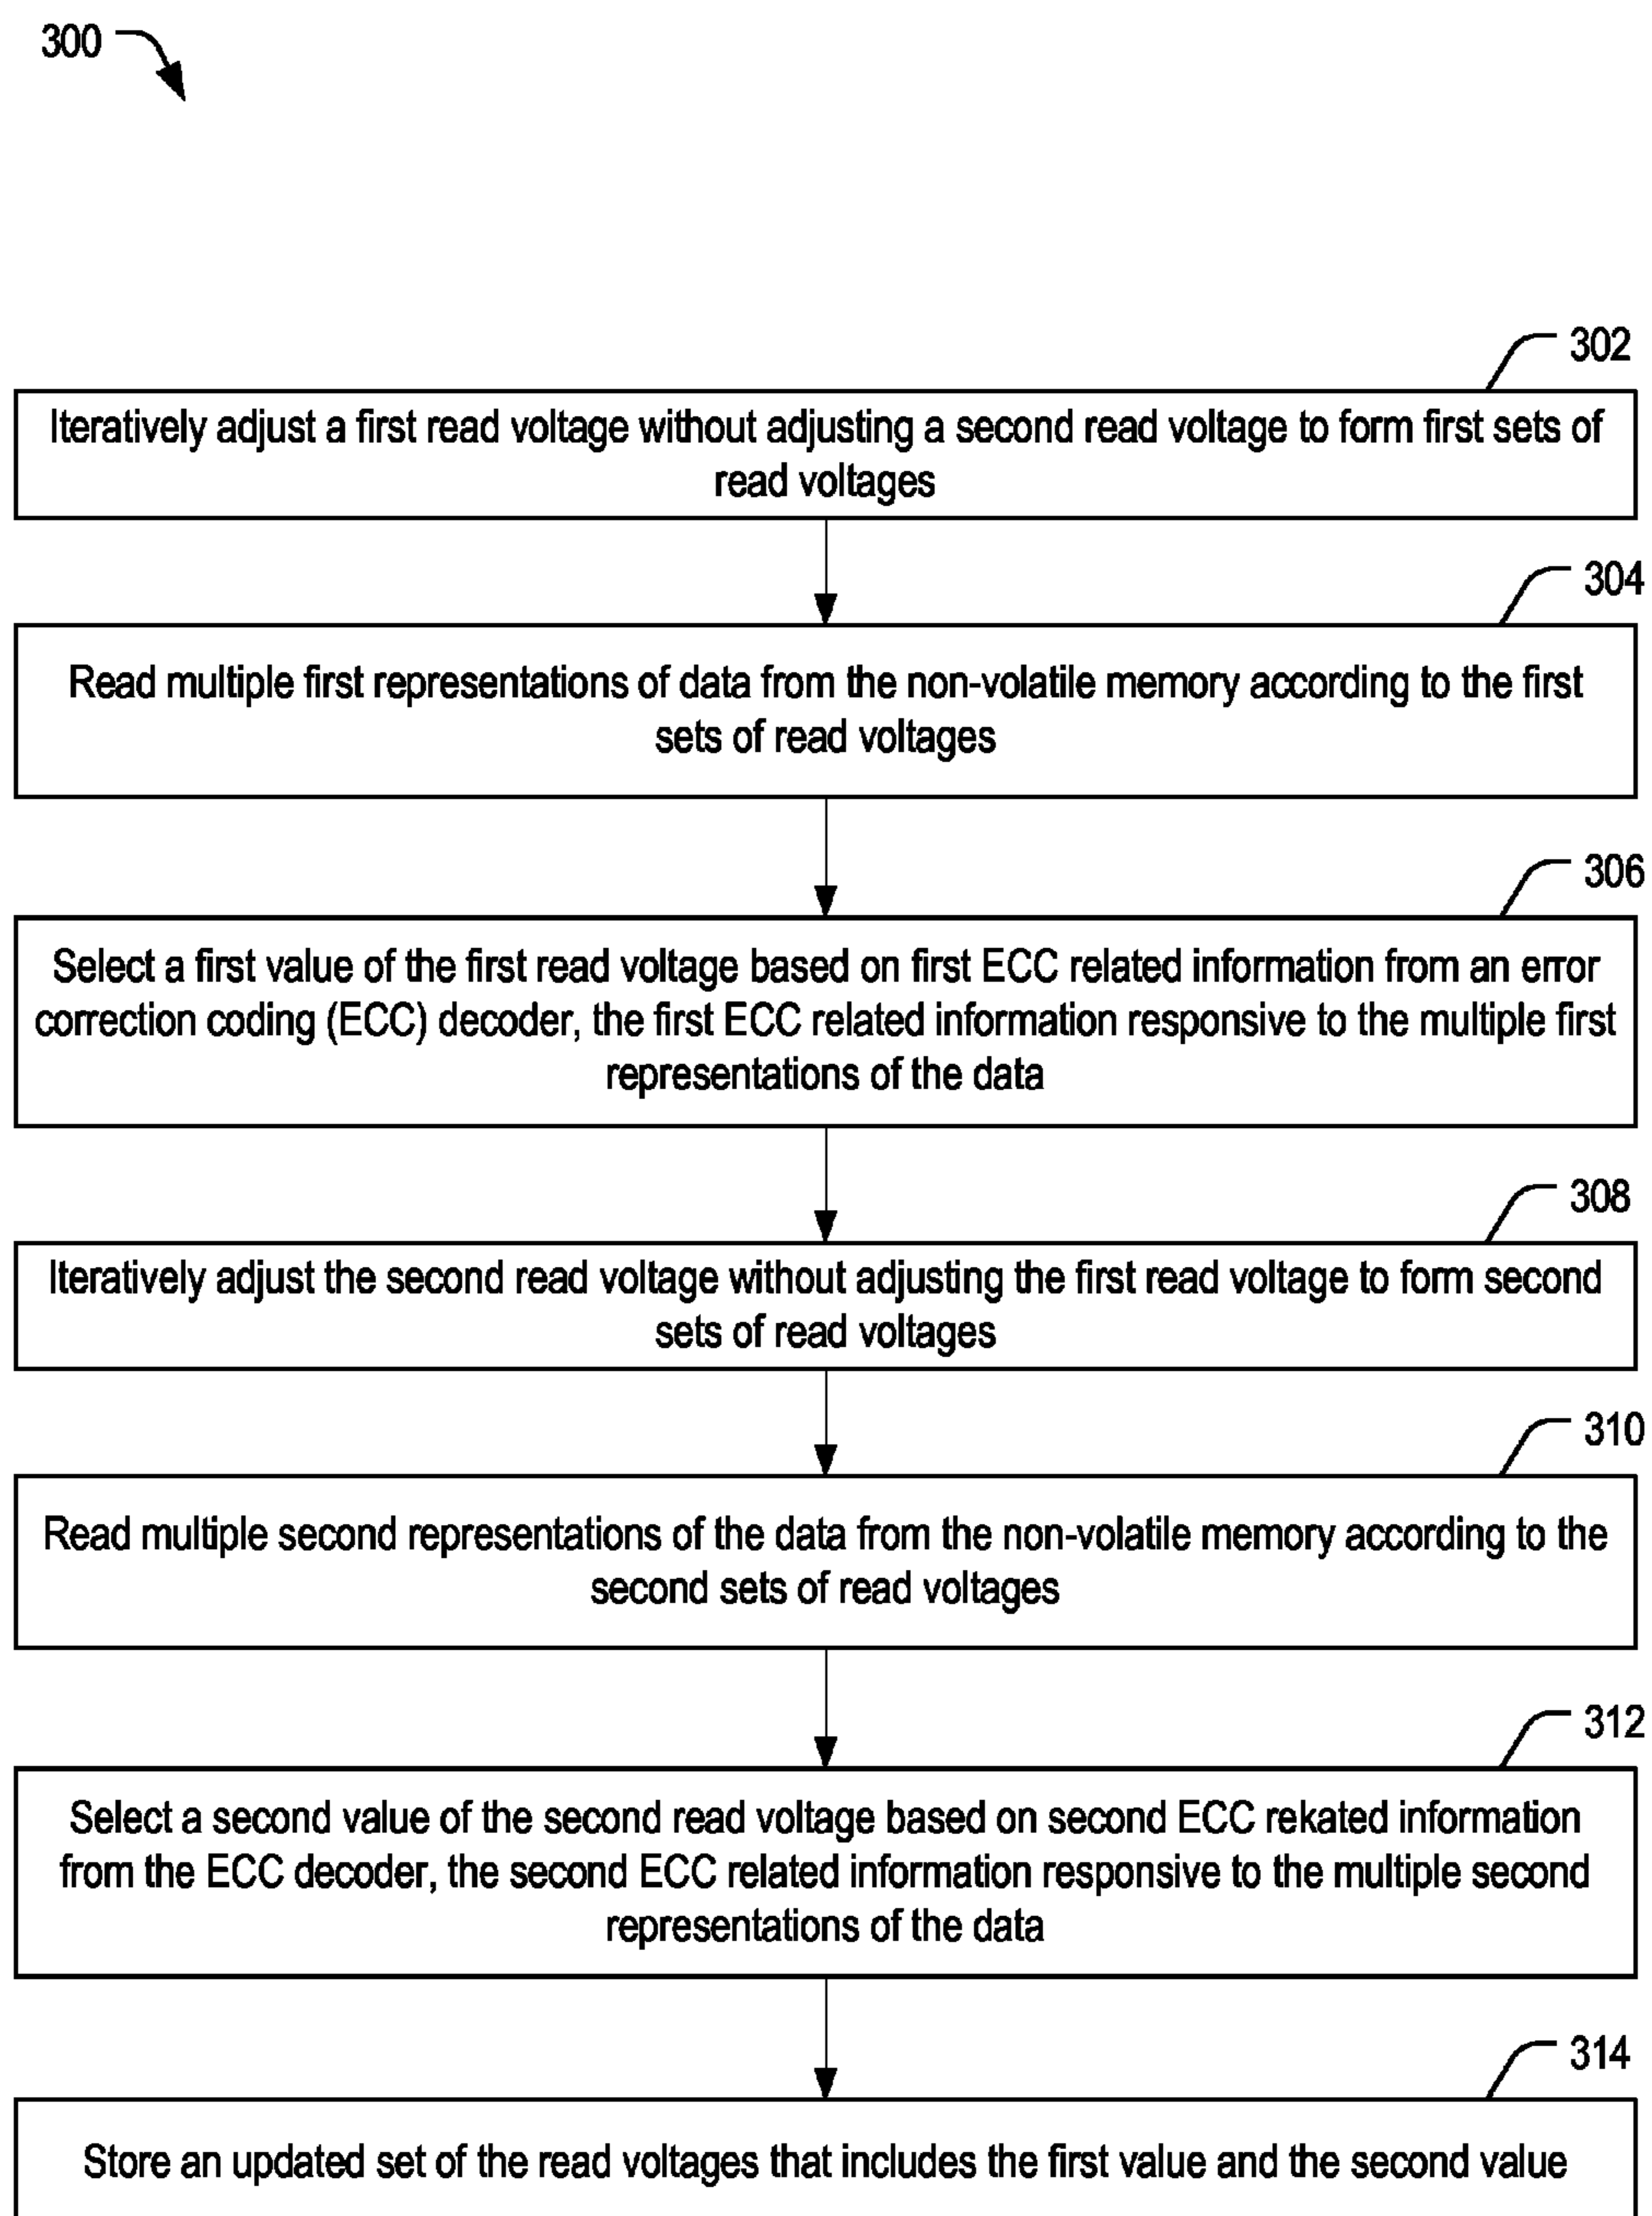 300
302
Iteratively adjust a first read voltage without adjusting a second read voltage to form first sets of
read voltages
304
Read multiple first representations of data from the non-volatile memory according to the first
sets of read voltages
306
Select a first value of the first read voltage based on first ECC related information from an error
correction coding (ECC) decoder, the first ECC related information responsive to the multiple first
representations of the data
308
Iteratively adjust the second read voltage without adjusting the first read voltage to form second
sets of read voltages
310
Read multiple second representations of the data from the non-volatile memory according to the
second sets of read voltages
312
Select a second value of the second read voltage based on second ECC rekated information
from the ECC decoder, the second ECC related information responsive to the multiple second
representations of the data
314
Store an updated set of the read voltages that includes the first value and the second value